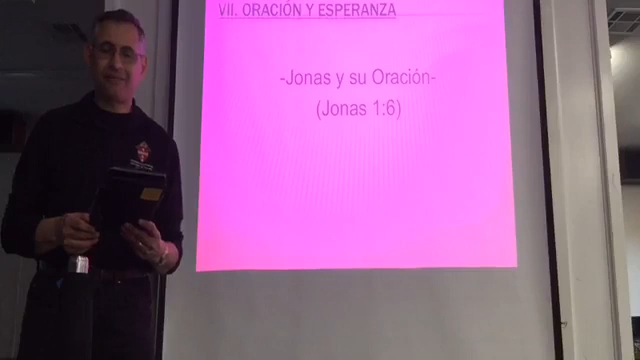 VII. ORACIÓN Y ESPERANZA
-Jonas y su Oración-
(Jonas 1:6)